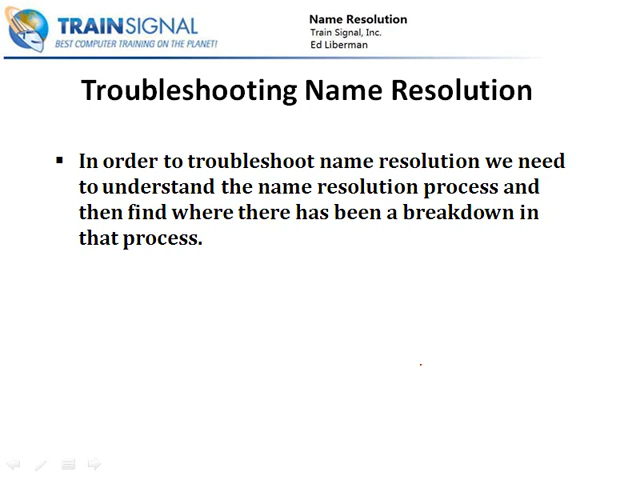 TRAINSIGNAL
BEST COMPUTER TRAINING ON THE PLANET!
Name Resolution
Train Signal, Inc.
Ed Liberman
Troubleshooting Name Resolution
▪ In order to troubleshoot name resolution we need
to understand the name resolution process and
then find where there has been a breakdown in
that process.